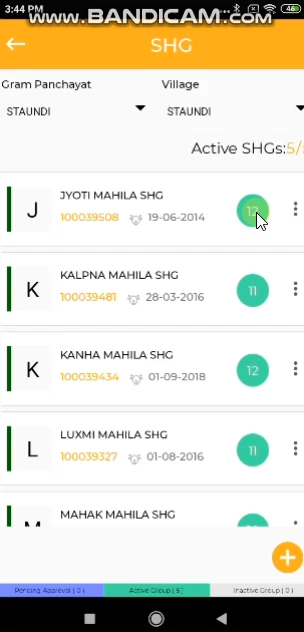 3:44 PM
www.BANDICAM.com
SHG
Gram Panchayat Village
STAUNDI STAUNDI
Active SHGs:5/
J JYOTI MAHILA SHG
100039508 19-06-2014 12
K KALPNA MAHILA SHG
100039481 28-03-2016 11
K KANHA MAHILA SHG
100039434 01-09-2018 12
L LUXMI MAHILA SHG
100039327 01-08-2016 11
MAHAK MAHILA SHG
Pending Approval ( 0 ) Active Group ( 5 ) Inactive Group ( 0 )